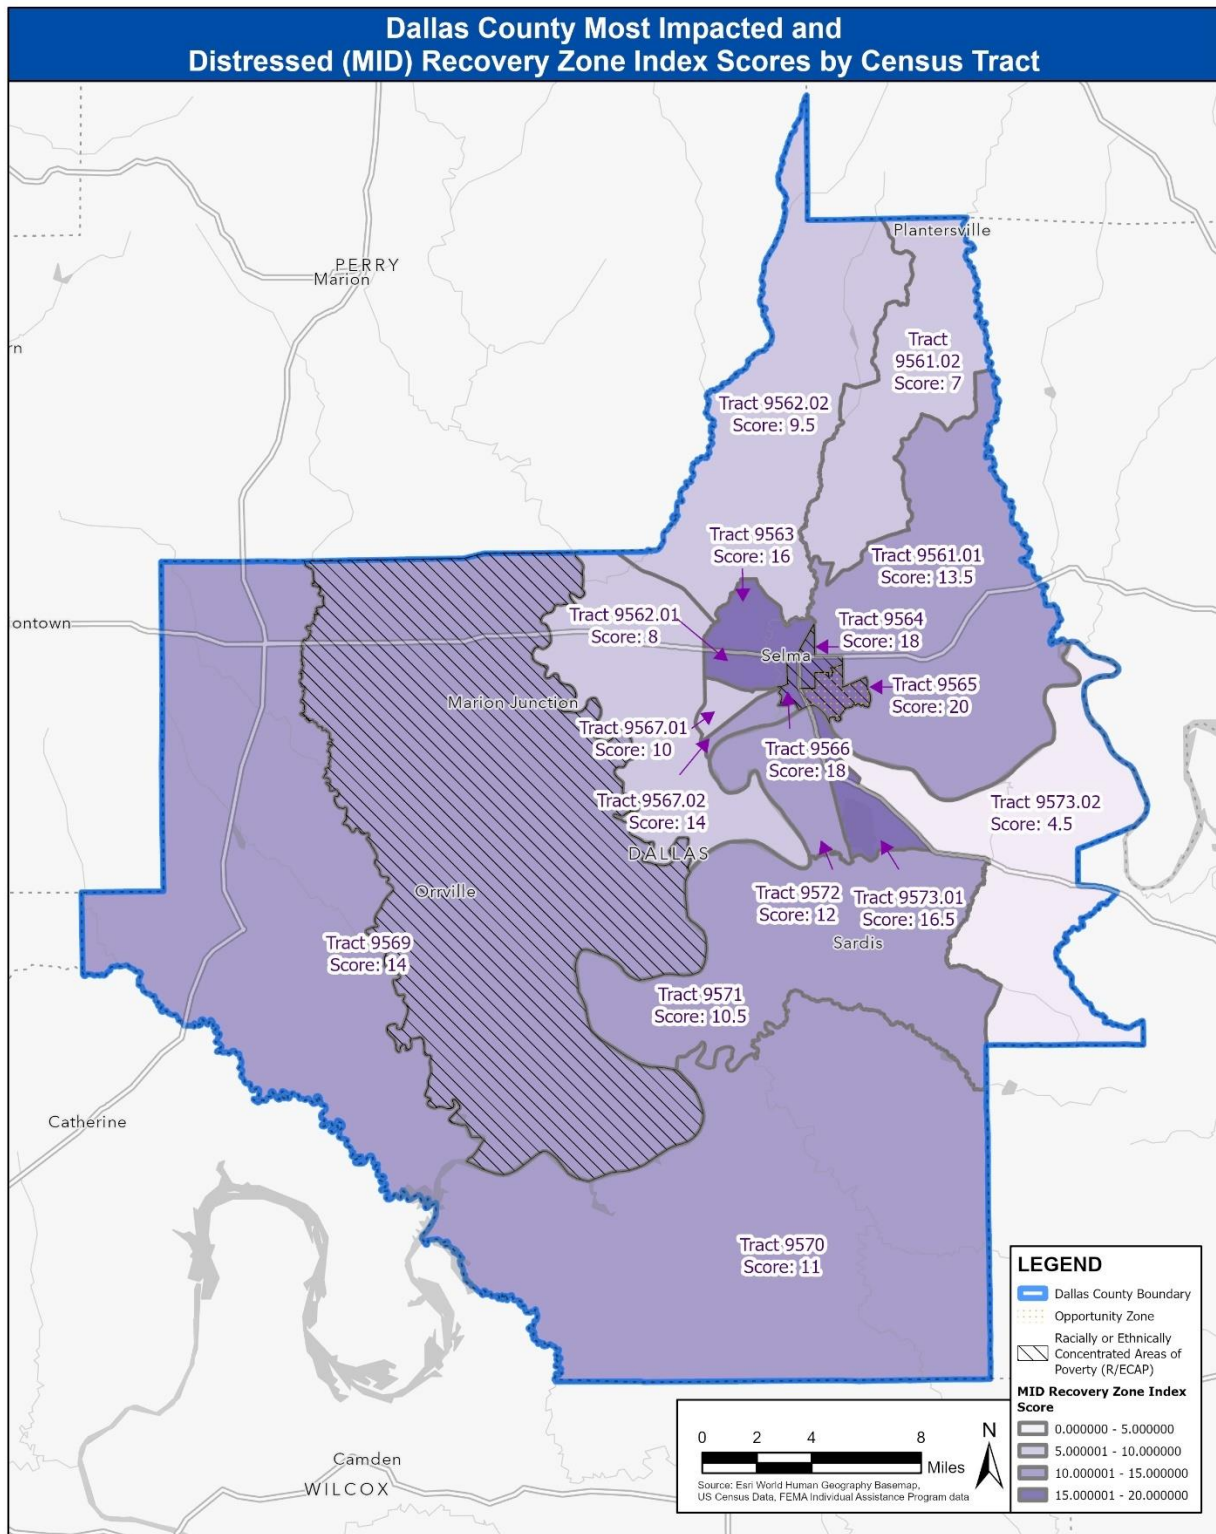 Dallas County Most Impacted and
Distressed (MID) Recovery Zone Index Scores by Census Tract
Plantersville
PERRY
Marion
rn
Tract
9561.02
Score: 7
Tract 9562.02
Score: 9.5
Tract 9563
Score: 16
Tract 9561.01
Score: 13.5
ontown
Tract 9562.01
Score: 8
Tract 9564
Score: 18
Selma
Tract 9565
Score: 20
Marion Junction
Tract 9567.01
Score: 10
Tract 9566
Score: 18
Tract 9567.02
Score: 14
Tract 9573.02
Score: 4.5
DALLAS
Orrville
Tract 9572
Score: 12
Tract 9573.01
Score: 16.5
Sardis
Tract 9569
Score: 14
Tract 9571
Score: 10.5
Catherine
Tract 9570
Score: 11
Camden
WILCOX
LEGEND
Dallas County Boundary
Opportunity Zone
Racially or Ethnically
Concentrated Areas of
Poverty (R/ECAP)
MID Recovery Zone Index
Score
0.000000 - 5.000000
5.000001 - 10.000000
10.000001 - 15.000000
15.000001 - 20.000000
0 2 4 8
Miles
N
Source: Esri World Human Geography Basemap,
US Census Data, FEMA Individual Assistance Program data